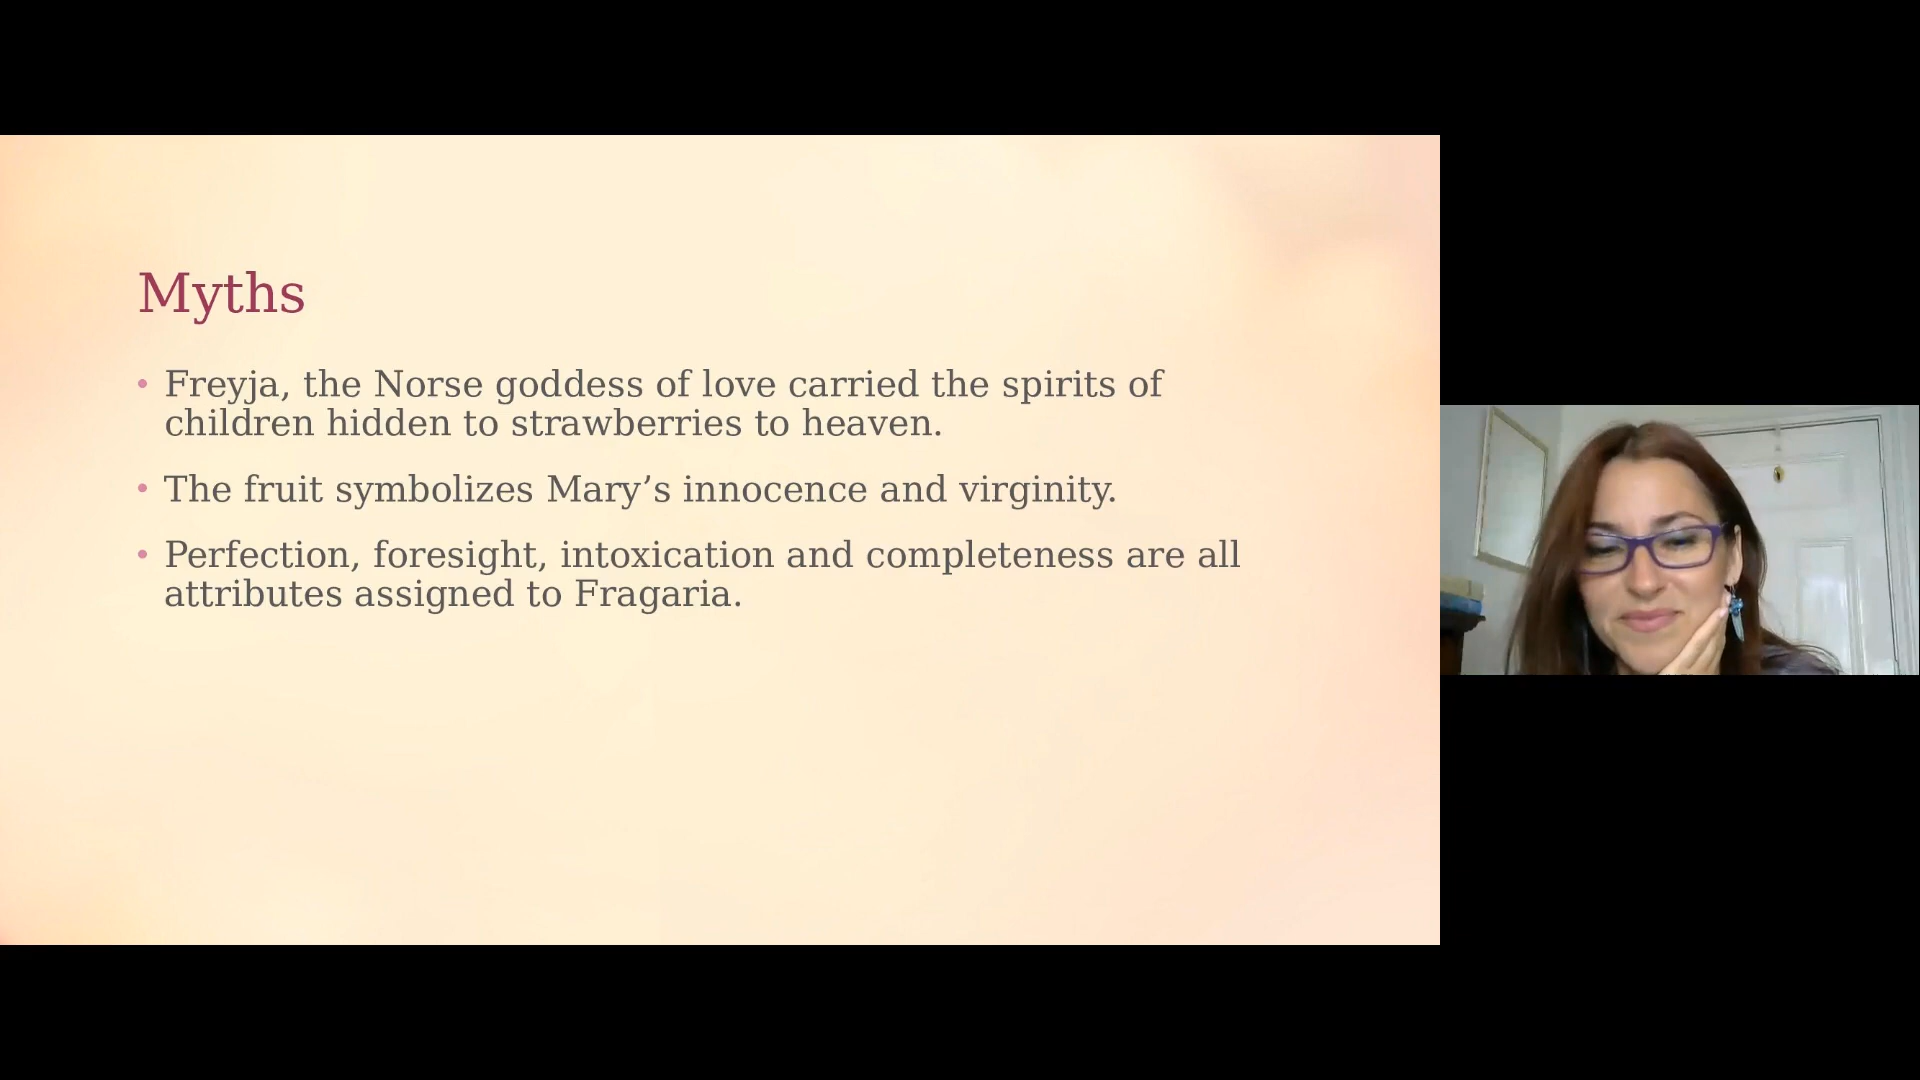 Myths
• Freyja, the Norse goddess of love carried the spirits of
children hidden to strawberries to heaven.
• The fruit symbolizes Mary’s innocence and virginity.
• Perfection, foresight, intoxication and completeness are all
attributes assigned to Fragaria.